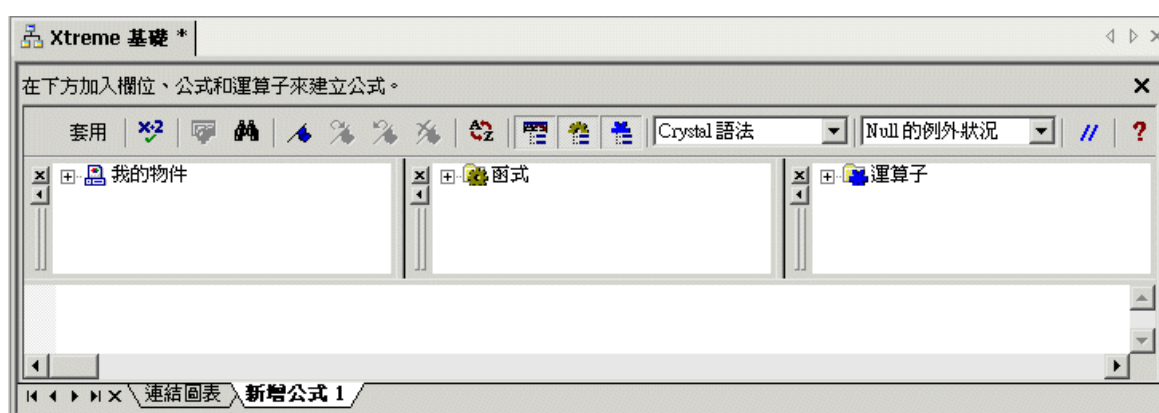 Xtreme 基礎 *
在下方加入欄位、公式和運算子來建立公式。
套用 X+2 A Z Crystal 語法 Null 的例外狀況 // ?
我的物件 函式 運算子
連結圖表 新增公式 1